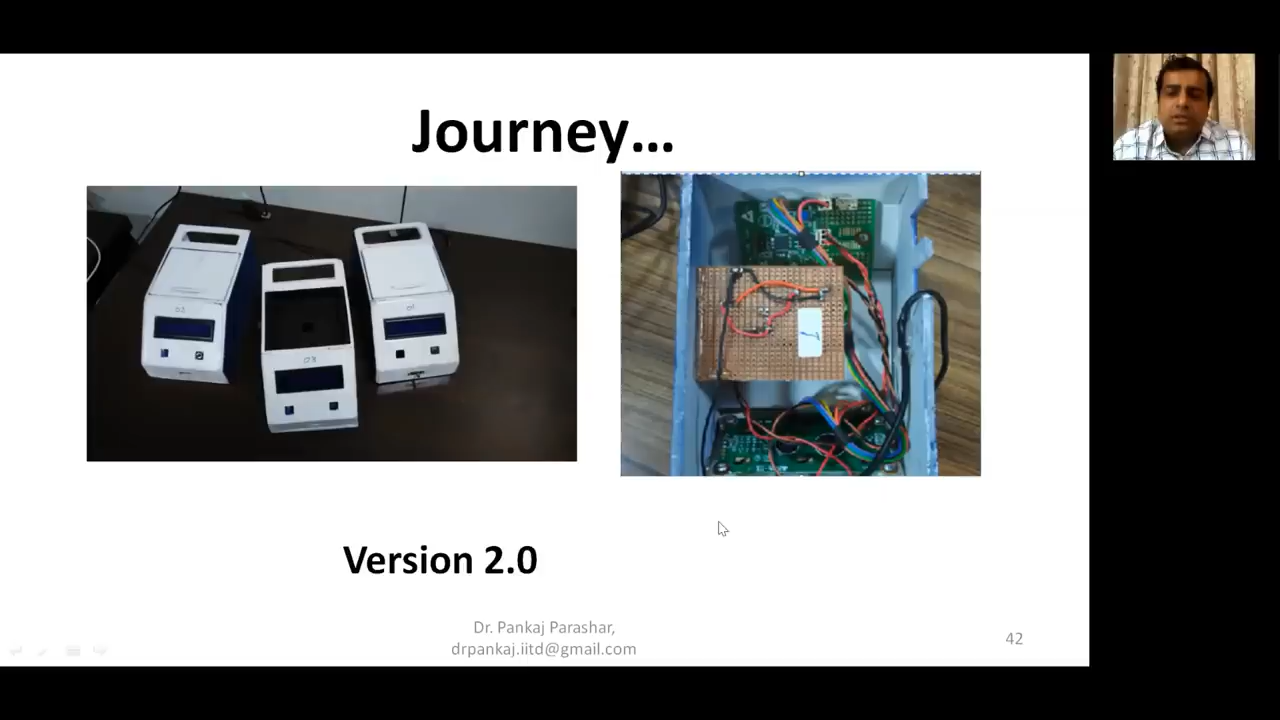 Journey...
Version 2.0
Dr. Pankaj Parashar,
drpankaj.iitd@gmail.com
42